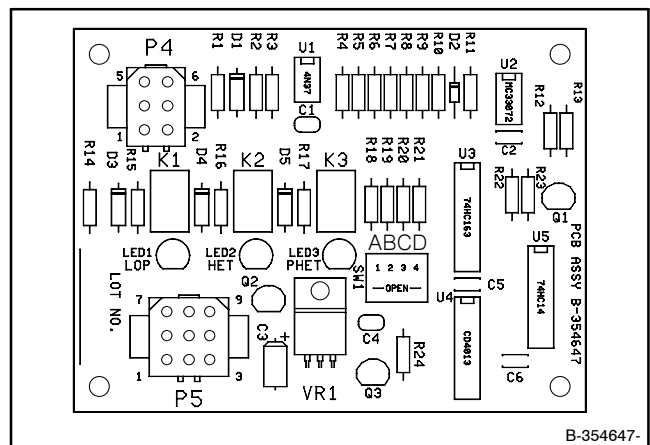 P4
R1
D1
R2
R3
U1
4N37
R4
R5
R6
R7
R8
R9
R10
D2
R11
U2
MC33072
R12
R13
5
6
1
2
C1
C2
R14
D3
R15
K1
D4
R16
K2
D5
R17
K3
R18
R19
R20
R21
U3
74HC163
R22
R23
Q1
LED1
LOP
LED2
HET
LED3
PHET
ABCD
SW1
1 2 3 4
OPEN
U5
74HC14
PCB ASSY B-354647
LOT NO.
7
9
1
3
P5
Q2
C3
+
VR1
C4
Q3
R24
C5
U4
CD4013
C6
B-354647-